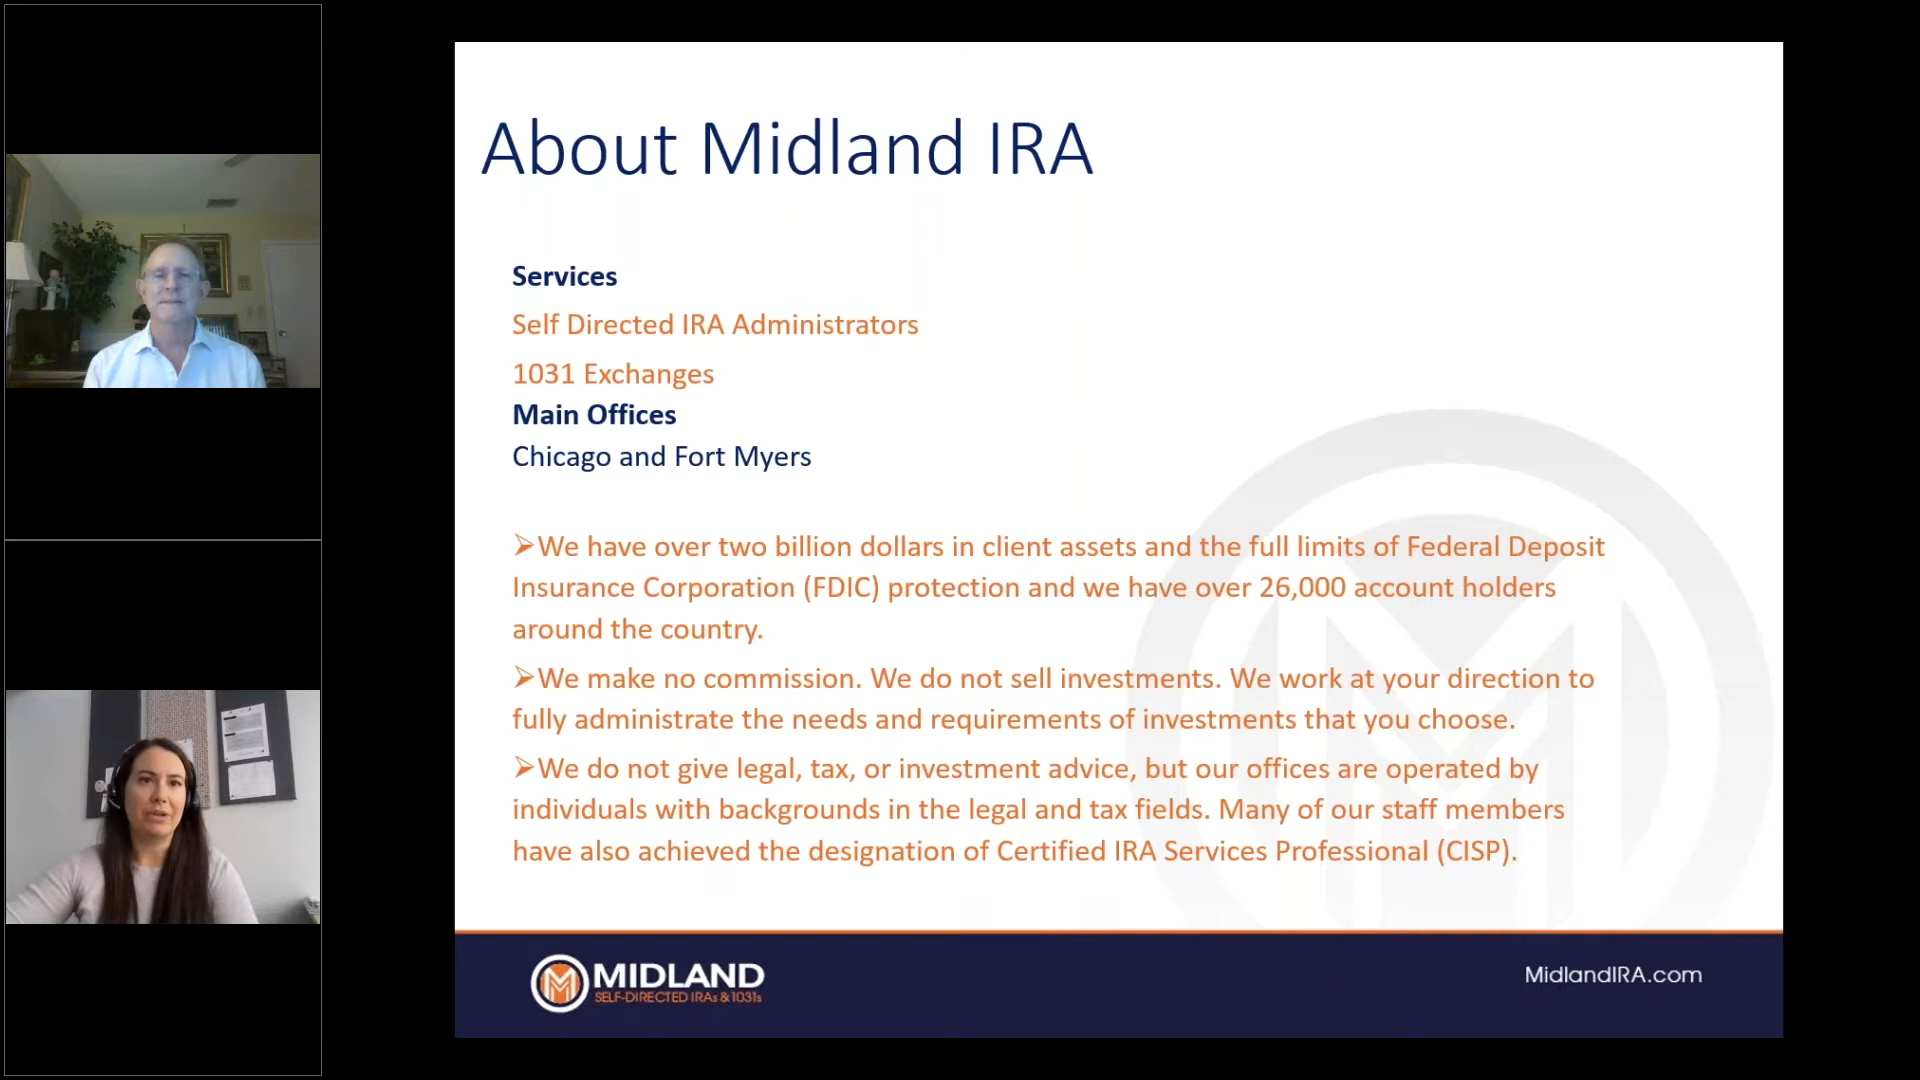 About Midland IRA
Services
Self Directed IRA Administrators
1031 Exchanges
Main Offices
Chicago and Fort Myers
➢We have over two billion dollars in client assets and the full limits of Federal Deposit
Insurance Corporation (FDIC) protection and we have over 26,000 account holders
around the country.
➢We make no commission. We do not sell investments. We work at your direction to
fully administrate the needs and requirements of investments that you choose.
➢We do not give legal, tax, or investment advice, but our offices are operated by
individuals with backgrounds in the legal and tax fields. Many of our staff members
have also achieved the designation of Certified IRA Services Professional (CISP).
MIDLAND
SELF-DIRECTED IRAs & 1031s
MidlandIRA.com